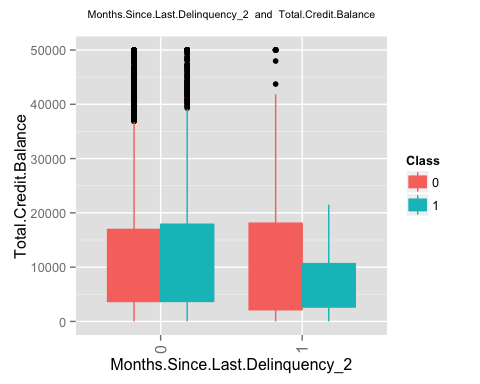 Months.Since.Last.Delinquency_2 and Total.Credit.Balance
50000
40000
30000
20000
10000
0
Total.Credit.Balance
0
1
Months.Since.Last.Delinquency_2
Class
0
1